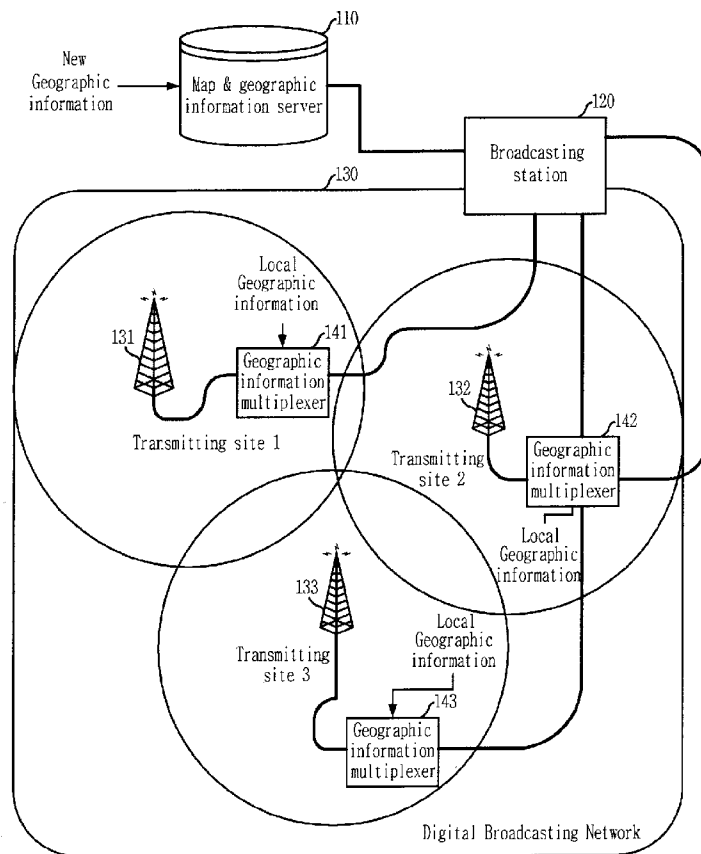 110
New
Geographic
information
Map & geographic
information server
120
Broadcasting
station
130
Local
Geographic
information
141
131
Geographic
information
multiplexer
Transmitting site 1
132
142
Transmitting
site 2
Geographic
information
multiplexer
Local
Geographic
information
133
Local
Geographic
information
Transmitting
site 3
143
Geographic
information
multiplexer
Digital Broadcasting Network